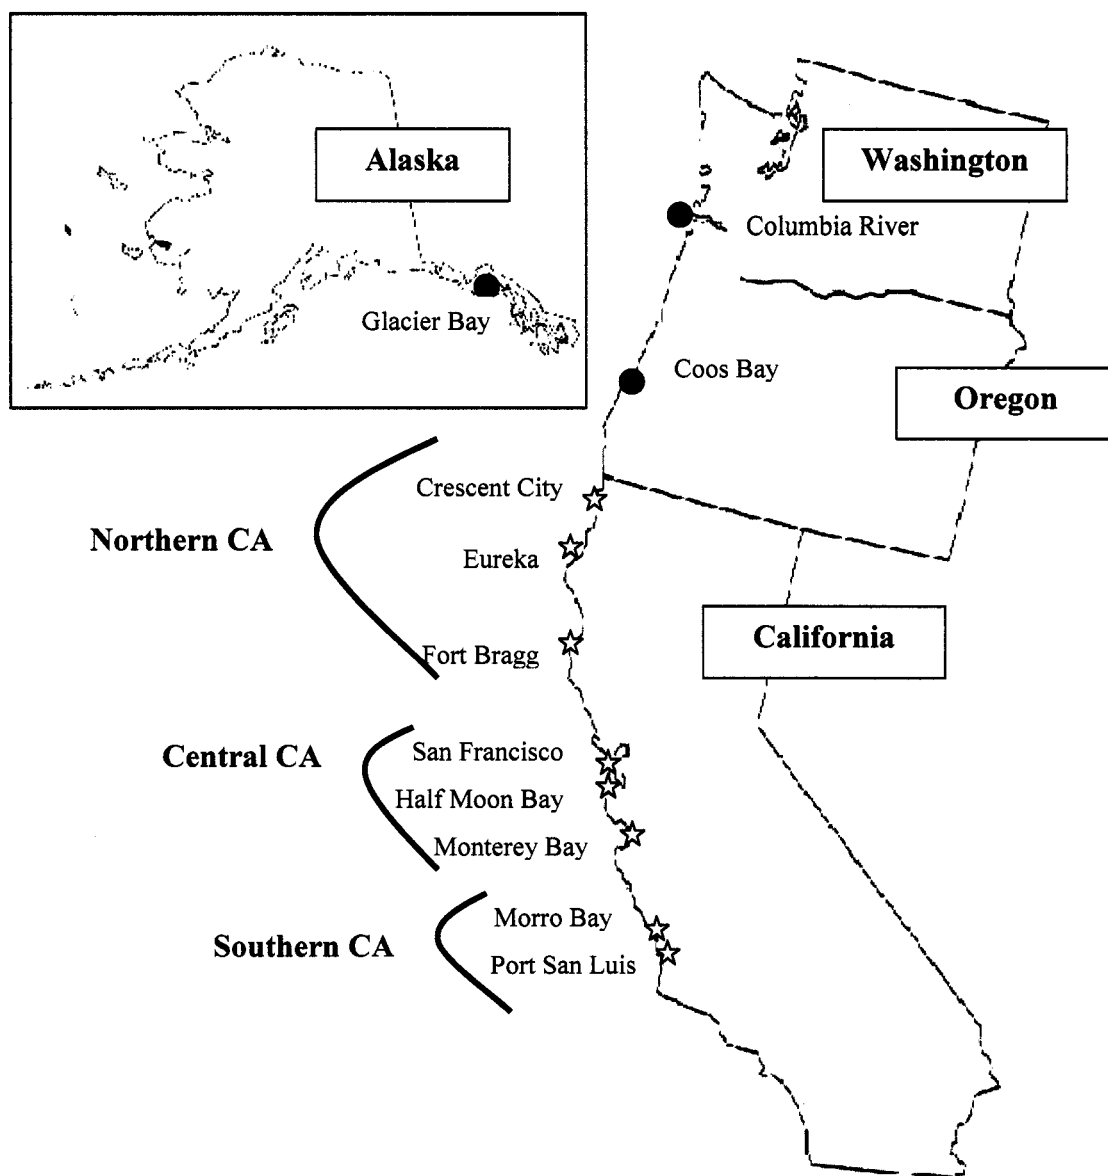 Alaska
Washington
Columbia River
Glacier Bay
Coos Bay
Oregon
Crescent City
Northern CA
Eureka
California
Fort Bragg
Central CA
San Francisco
Half Moon Bay
Monterey Bay
Morro Bay
Southern CA
Port San Luis